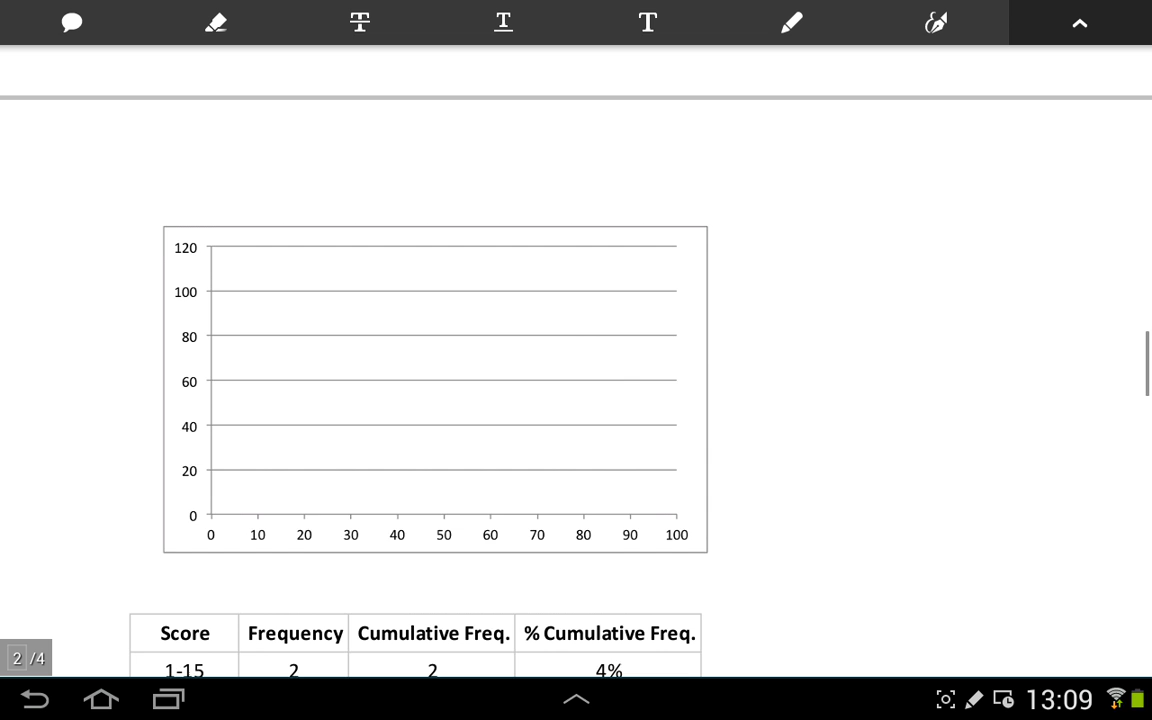 T T T
120
100
80
60
40
20
0
0 10 20 30 40 50 60 70 80 90 100
Score Frequency Cumulative Freq. % Cumulative Freq.
1-15 2 2 4%
2 /4
13:09